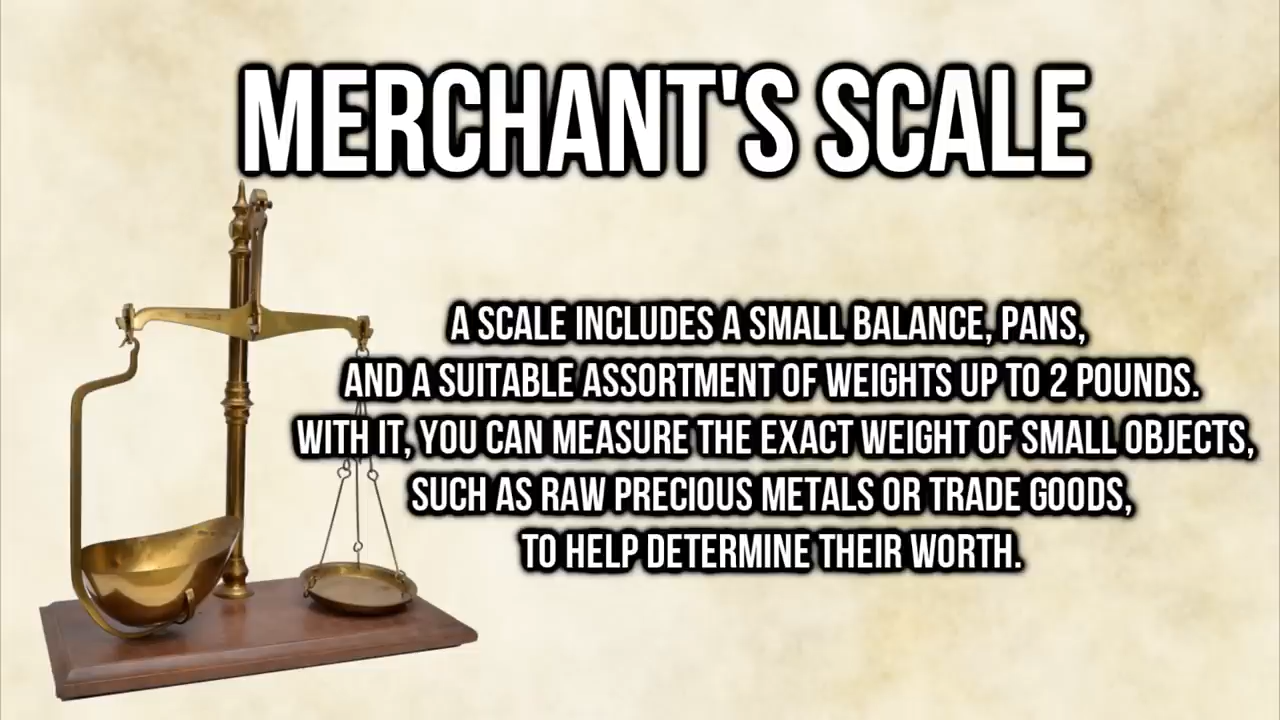 MERCHANT'S SCALE
A SCALE INCLUDES A SMALL BALANCE, PANS,
AND A SUITABLE ASSORTMENT OF WEIGHTS UP TO 2 POUNDS.
WITH IT, YOU CAN MEASURE THE EXACT WEIGHT OF SMALL OBJECTS,
SUCH AS RAW PRECIOUS METALS OR TRADE GOODS,
TO HELP DETERMINE THEIR WORTH.